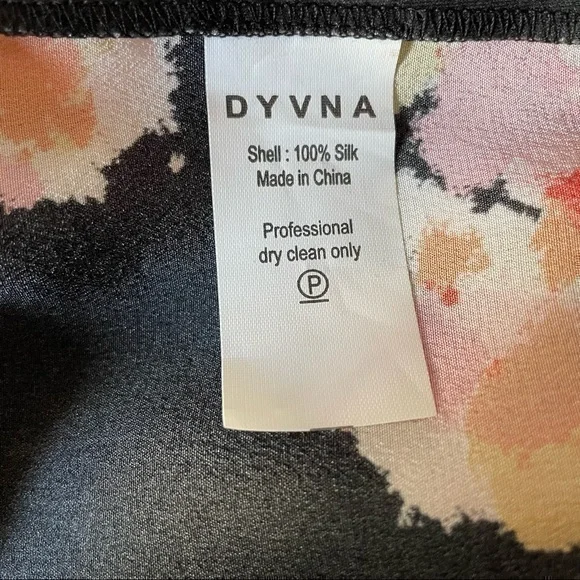 DYVNA
Shell : 100% Silk
Made in China
Professional
dry clean only
P